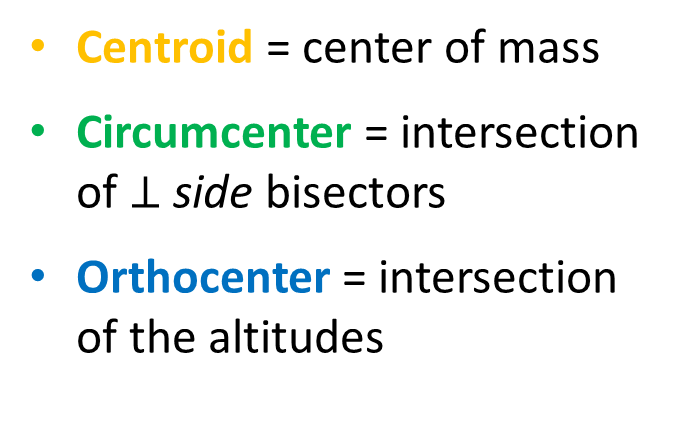 • Centroid = center of mass
• Circumcenter = intersection
of ⊥ side bisectors
• Orthocenter = intersection
of the altitudes